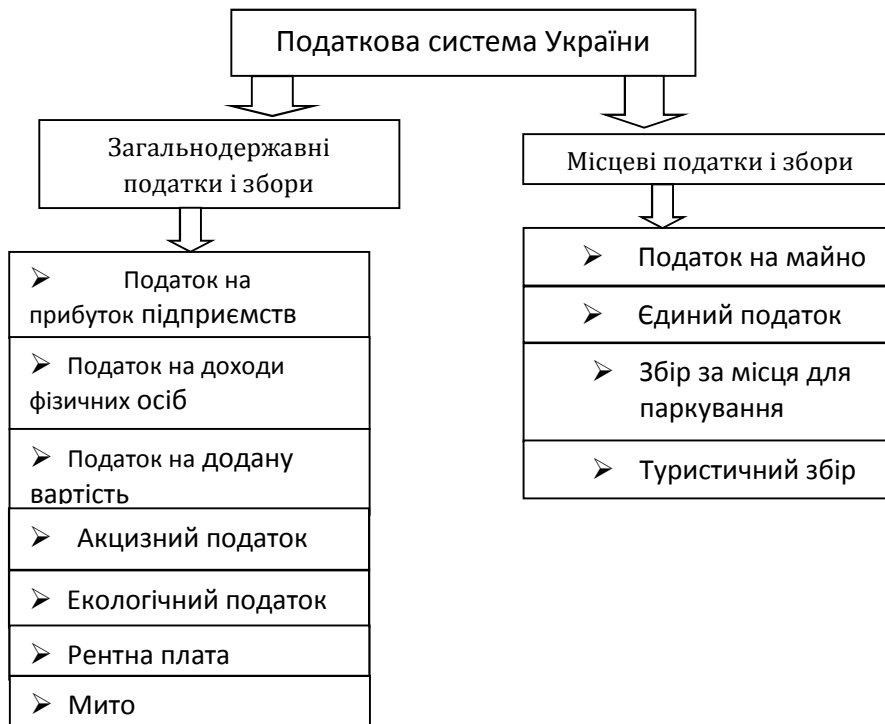 Податкова система України
Загальнодержавні
податки і збори
➢ Податок на
прибуток підприємств
➢ Податок на доходи
фізичних осіб
➢ Податок на додану
вартість
➢ Акцизний податок
➢ Екологічний податок
➢ Рентна плата
➢ Мито
Місцеві податки і збори
➢ Податок на майно
➢ Єдиний податок
➢ Збір за місця для
паркування
➢ Туристичний збір